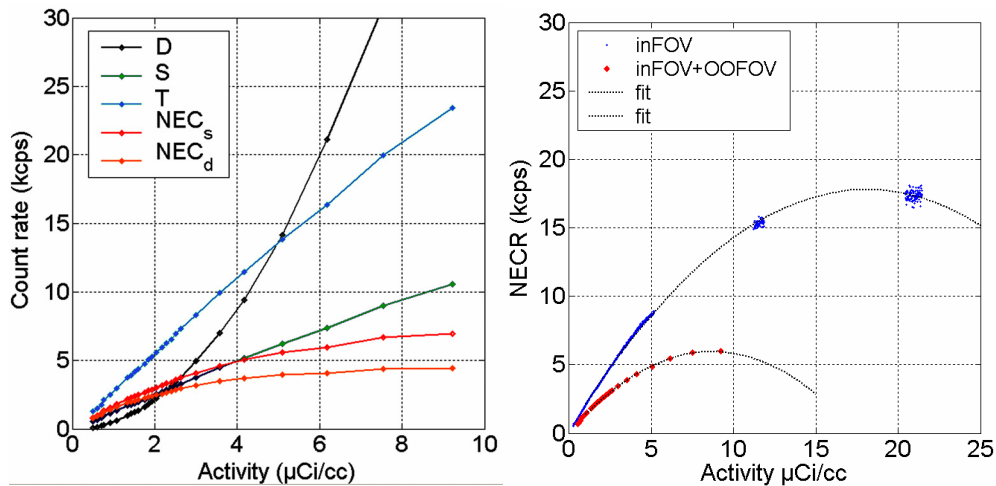 30
25
20
15
10
5
0
Count rate (kcps)
D
S
T
NECs
NECd
0 2 4 6 8 10
Activity (µCi/cc)
30
25
20
15
10
5
0
NECR (kcps)
inFOV
inFOV+OOFOV
fit
fit
0 5 10 15 20 25
Activity µCi/cc